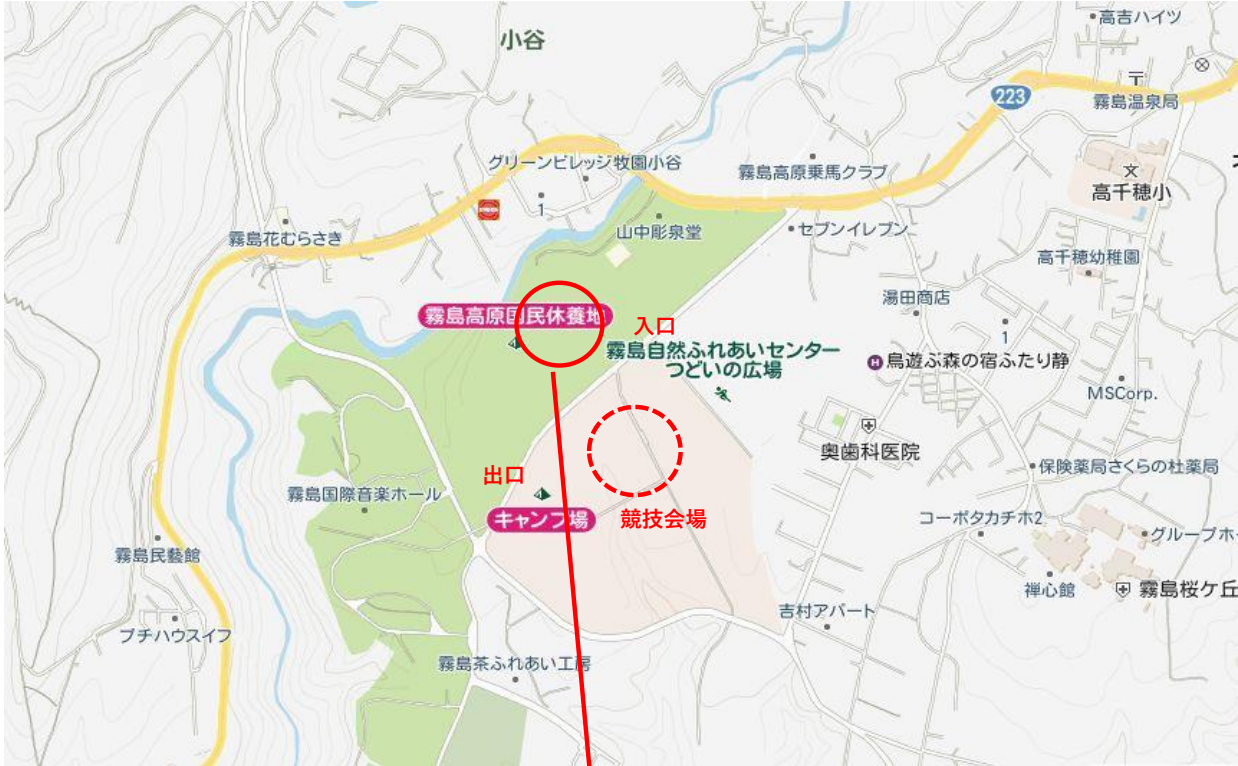 高吉ハイツ
小谷
223
霧島温泉局
グリーンビレッジ牧園小谷
霧島高原乗馬クラブ
高千穂小
1
山中彫泉堂
セブンイレブン
霧島花むらさき
高千穂幼稚園
湯田商店
霧島高原国民休養地
入口
霧島自然ふれあいセンター
つどいの広場
1
H
鳥遊ぶ森の宿ふたり静
MSCorp.
奥歯科医院
保険薬局さくらの杜薬局
出口
霧島国際音楽ホール
キャンプ場
競技会場
コーポタカチホ2
グループホー
霧島民藝館
禅心館
霧島桜ケ丘
吉村アパート
プチハウスイフ
霧島茶ふれあい工房